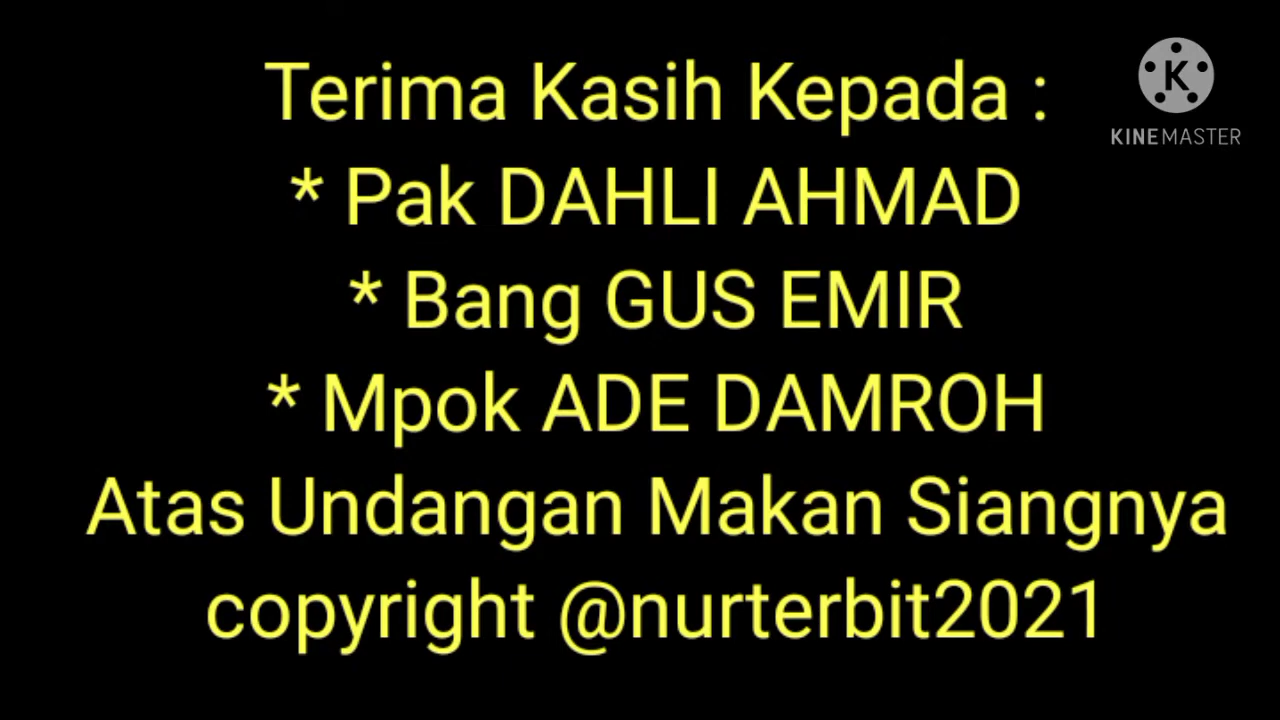 Terima Kasih Kepada :
* Pak DAHLI AHMAD
* Bang GUS EMIR
* Mpok ADE DAMROH
Atas Undangan Makan Siangnya
copyright @nurterbit2021
K
KINEMASTER